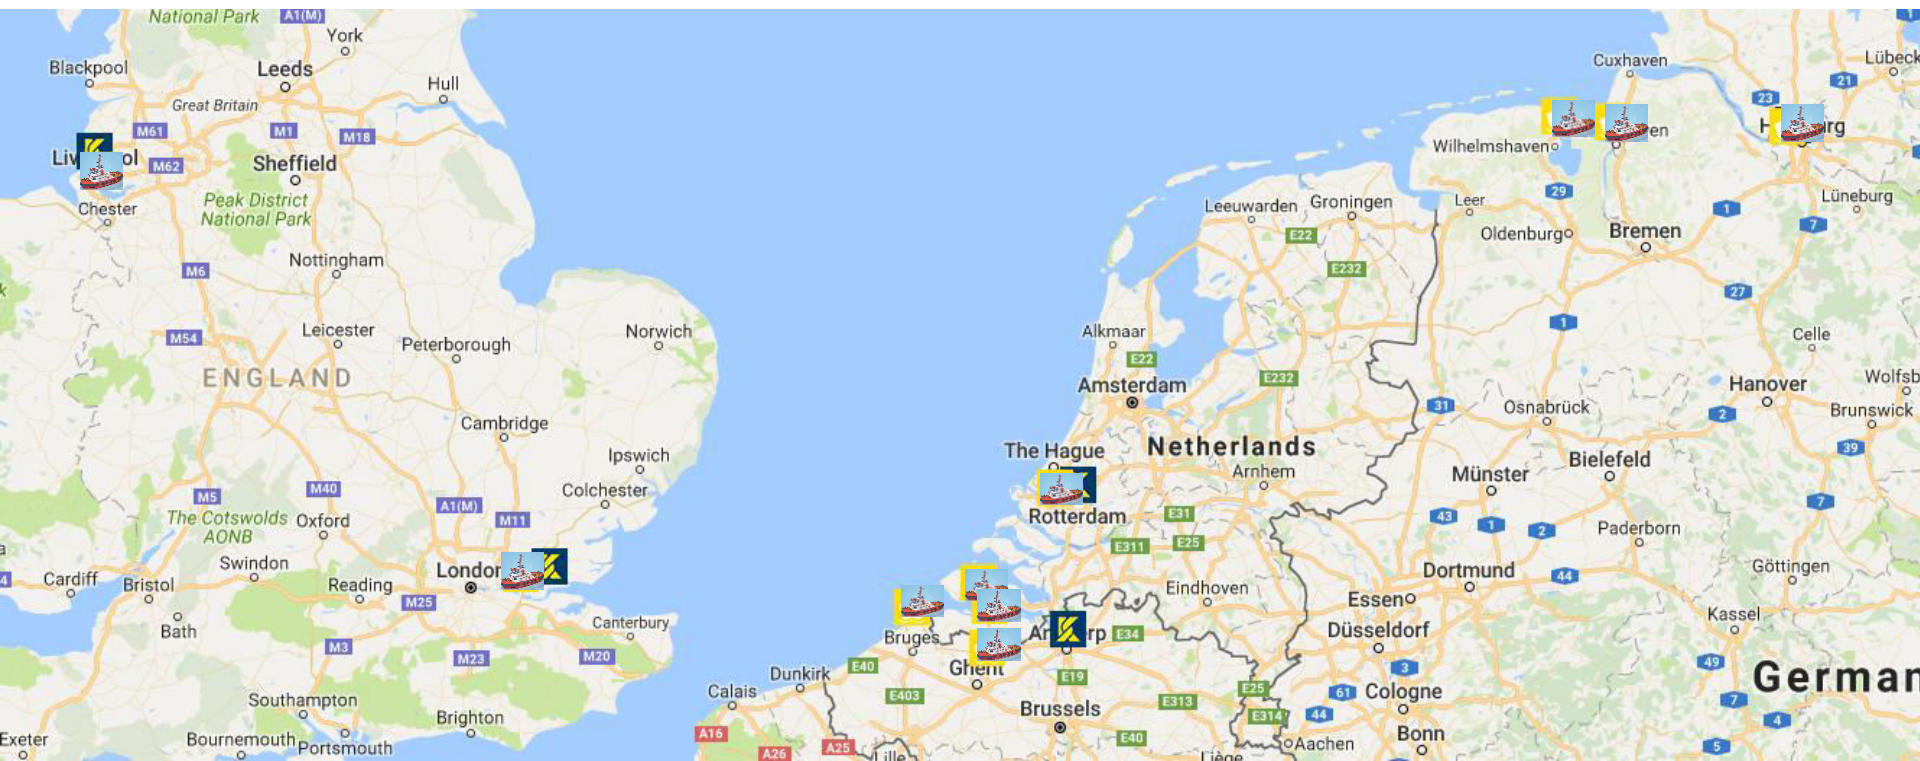 National Park
A1(M)
York
Blackpool
Leeds
Hull
Great Britain
M61
M1
M18
M62
Sheffield
Chester
Peak District
National Park
M6
Nottingham
M54
Leicester
Peterborough
Norwich
ENGLAND
Cambridge
Ipswich
Colchester
M5
M40
A1(M)
M11
The Cotswolds
AONB
Oxford
Swindon
Reading
4
Cardiff
Bristol
M25
Bath
M3
M23
M20
Canterbury
Southampton
Brighton
Exeter
Bournemouth
Portsmouth
Calais
Dunkirk
A16
A26
A25
Lille
Bruges
E40
E403
Ghent
E34
E19
Brussels
E40
E313
E25
E314
Liège
Aachen
Eindhoven
Rotterdam
E31
E311
E25
The Hague
Netherlands
Arnhem
Amsterdam
Alkmaar
E22
E232
Leeuwarden
Groningen
E22
E232
Cuxhaven
Lübeck
21
23
1
Wilhelmshaven
29
Leer
Oldenburg
Bremen
1
7
Lüneburg
27
1
Celle
Hanover
Wolfsb
31
Osnabrück
2
Brunswick
39
Münster
Bielefeld
7
43
1
2
Paderborn
Dortmund
44
Göttingen
Essen
Kassel
Düsseldorf
3
49
German
61
Cologne
7
44
4
Bonn
5